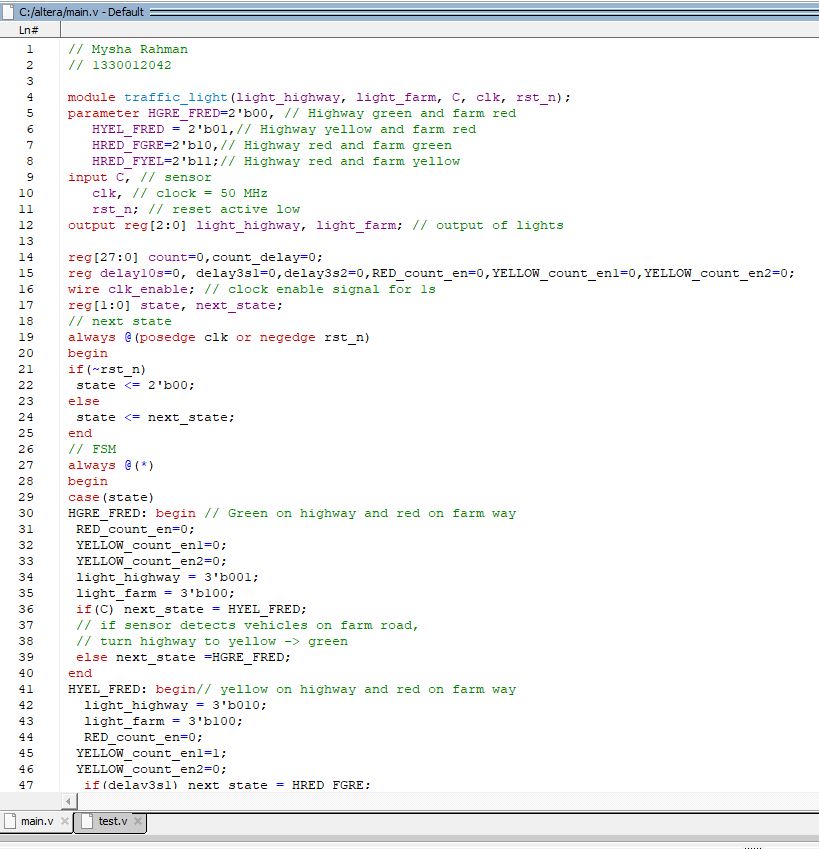 C:/altera/main.v - Default
Ln#
1 // Mysha Rahman
2 // 1330012042
3
4 module traffic_light(light_highway, light_farm, C, clk, rst_n);
5 parameter HGRE_FRED=2'b00, // Highway green and farm red
6    HYEL_FRED = 2'b01,// Highway yellow and farm red
7    HRED_FGRE=2'b10,// Highway red and farm green
8    HRED_FYEL=2'b11;// Highway red and farm yellow
9 input C, // sensor
10    clk, // clock = 50 MHz
11    rst_n; // reset active low
12 output reg[2:0] light_highway, light_farm; // output of lights
13
14 reg[27:0] count=0,count_delay=0;
15 reg delay10s=0, delay3s1=0,delay3s2=0,RED_count_en=0,YELLOW_count_en1=0,YELLOW_count_en2=0;
16 wire clk_enable; // clock enable signal for 1s
17 reg[1:0] state, next_state;
18 // next state
19 always @(posedge clk or negedge rst_n)
20 begin
21 if(~rst_n)
22  state <= 2'b00;
23 else
24  state <= next_state;
25 end
26 // FSM
27 always @(*)
28 begin
29 case(state)
30 HGRE_FRED: begin // Green on highway and red on farm way
31  RED_count_en=0;
32  YELLOW_count_en1=0;
33  YELLOW_count_en2=0;
34  light_highway = 3'b001;
35  light_farm = 3'b100;
36  if(C) next_state = HYEL_FRED;
37  // if sensor detects vehicles on farm road,
38  // turn highway to yellow -> green
39  else next_state =HGRE_FRED;
40 end
41 HYEL_FRED: begin// yellow on highway and red on farm way
42   light_highway = 3'b010;
43   light_farm = 3'b100;
44   RED_count_en=0;
45  YELLOW_count_en1=1;
46  YELLOW_count_en2=0;
47   if(delay3s1) next_state = HRED_FGRE;
main.v
test.v